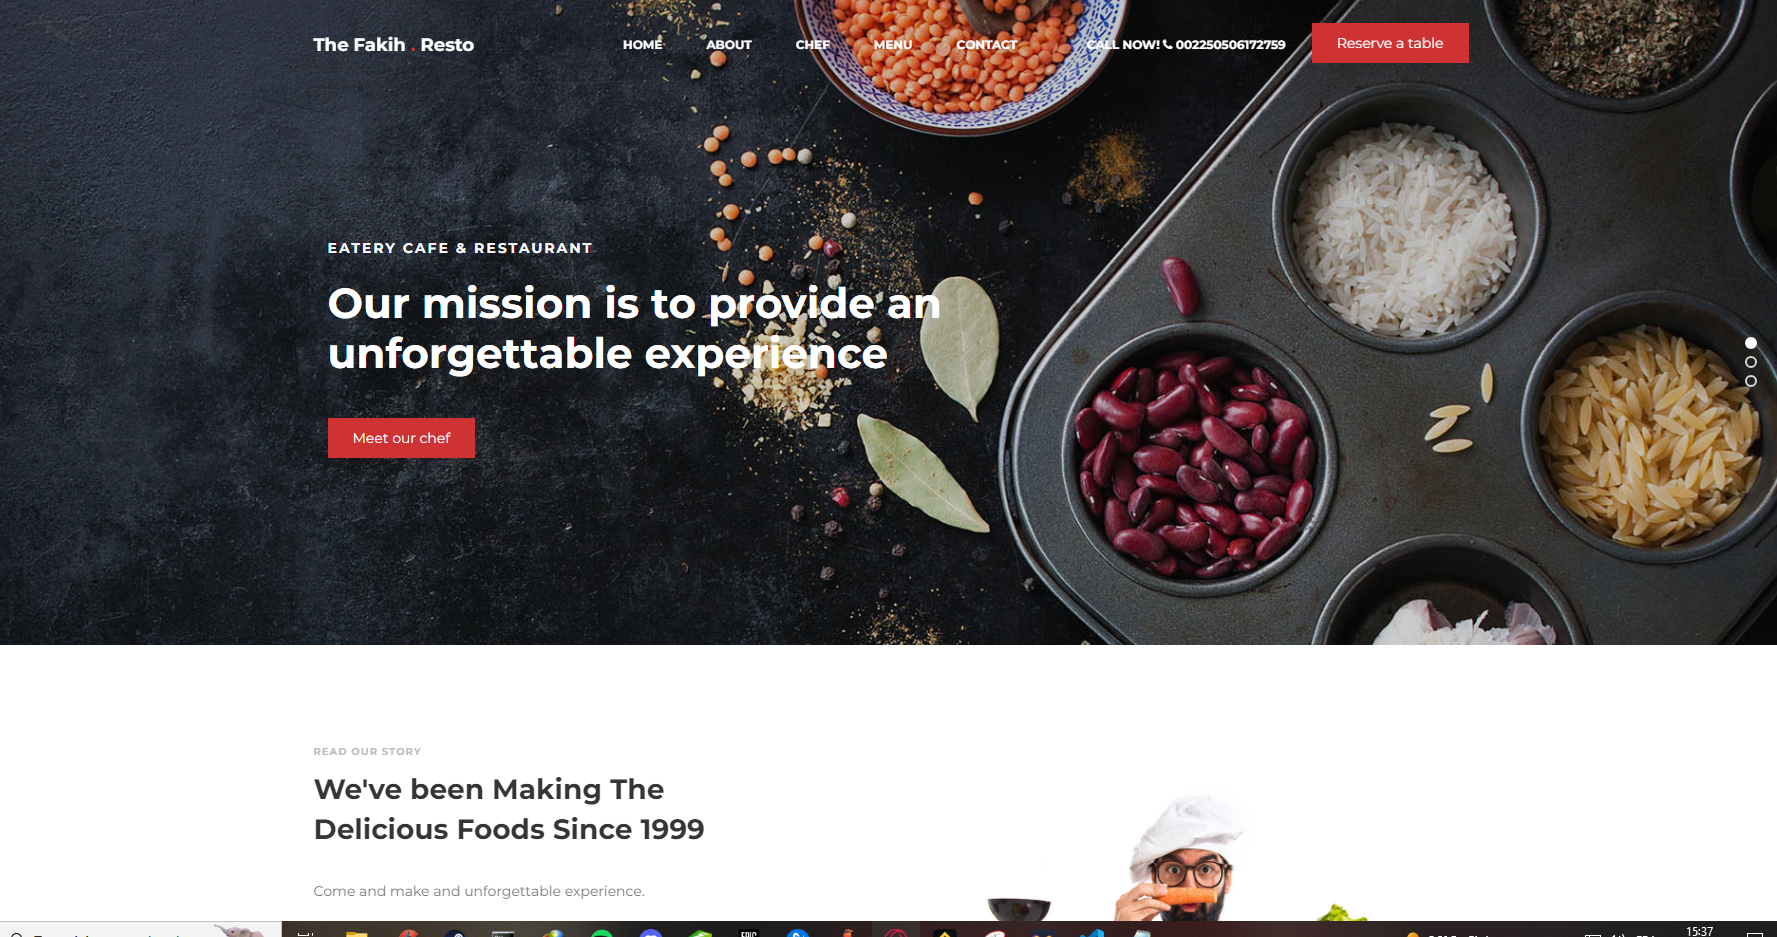 The Fakih . Resto
HOME
ABOUT
CHEF
MENU
CONTACT
CALL NOW! 002250506172759
Reserve a table
EATERY CAFE & RESTAURANT
Our mission is to provide an
unforgettable experience
Meet our chef
READ OUR STORY
We've been Making The
Delicious Foods Since 1999
Come and make and unforgettable experience.
EPIC
15:37